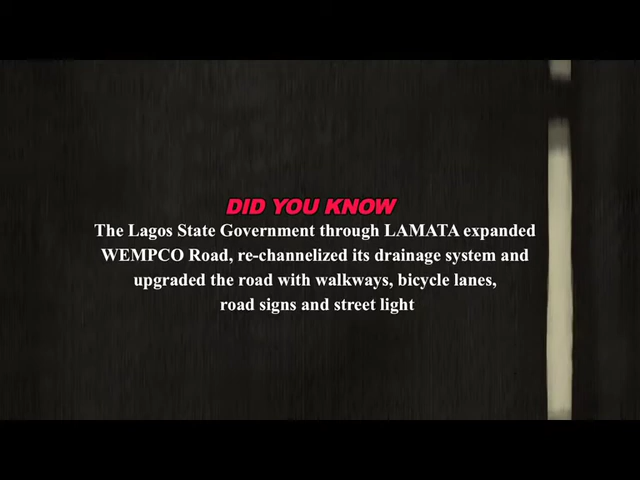 DID YOU KNOW
The Lagos State Government through LAMATA expanded
WEMPCO Road, re-channelized its drainage system and
upgraded the road with walkways, bicycle lanes,
road signs and street light